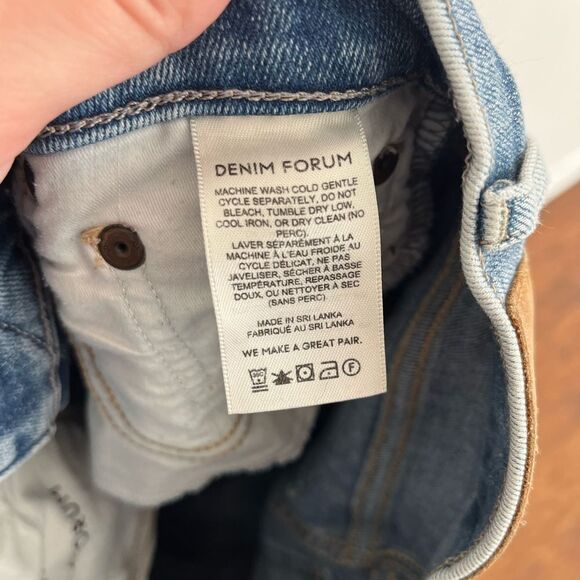 DENIM FORUM
MACHINE WASH COLD GENTLE
CYCLE SEPARATELY, DO NOT
BLEACH, TUMBLE DRY LOW,
COOL IRON, OR DRY CLEAN (NO
PERC).
LAVER SÉPARÉMENT À LA
MACHINE À L'EAU FROIDE AU
CYCLE DÉLICAT, NE PAS
JAVELISER, SÉCHER À BASSE
TEMPÉRATURE, REPASSAGE
DOUX, OU NETTOYER À SEC
(SANS PERC)
MADE IN SRI LANKA
FABRIQUÉ AU SRI LANKA
WE MAKE A GREAT PAIR.
F